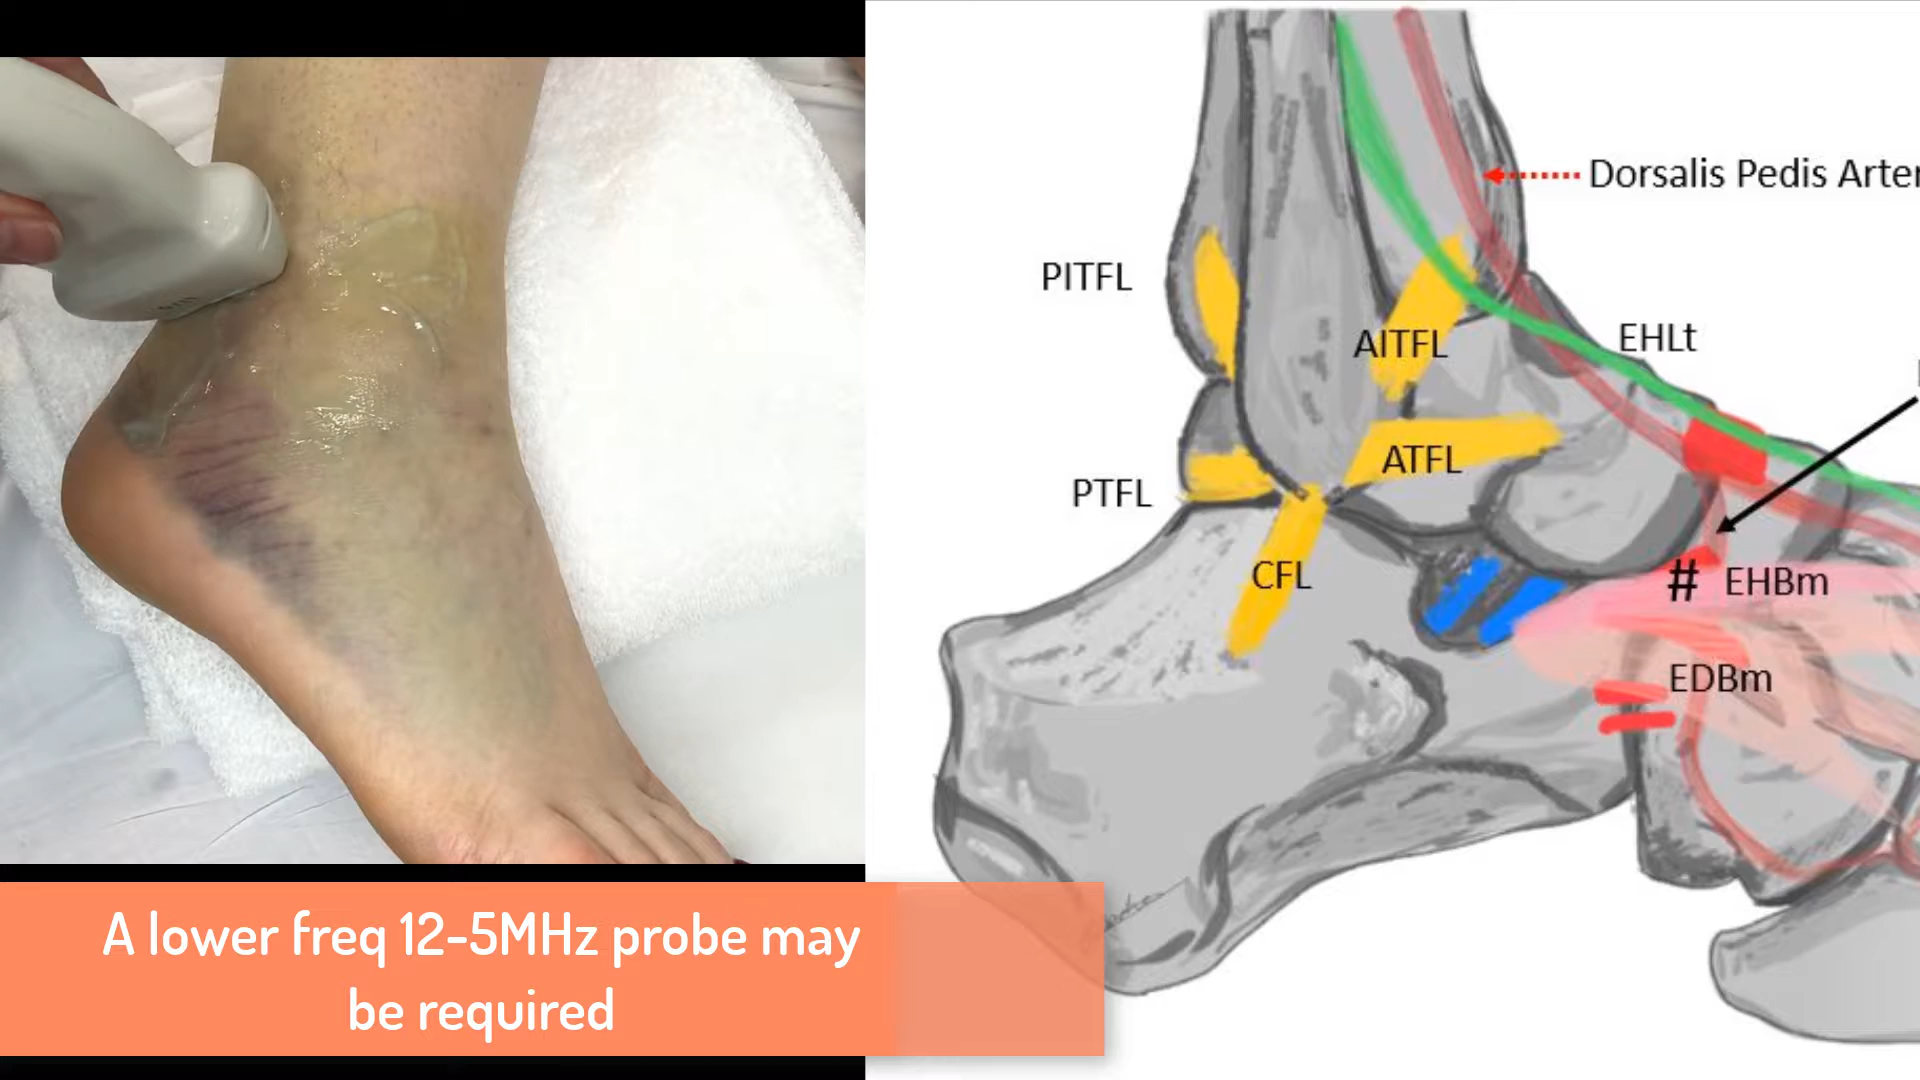 Dorsalis Pedis Arter
PITFL
EHLt
AITFL
ATFL
PTFL
CFL
# EHBm
EDBm
A lower freq 12-5MHz probe may
be required